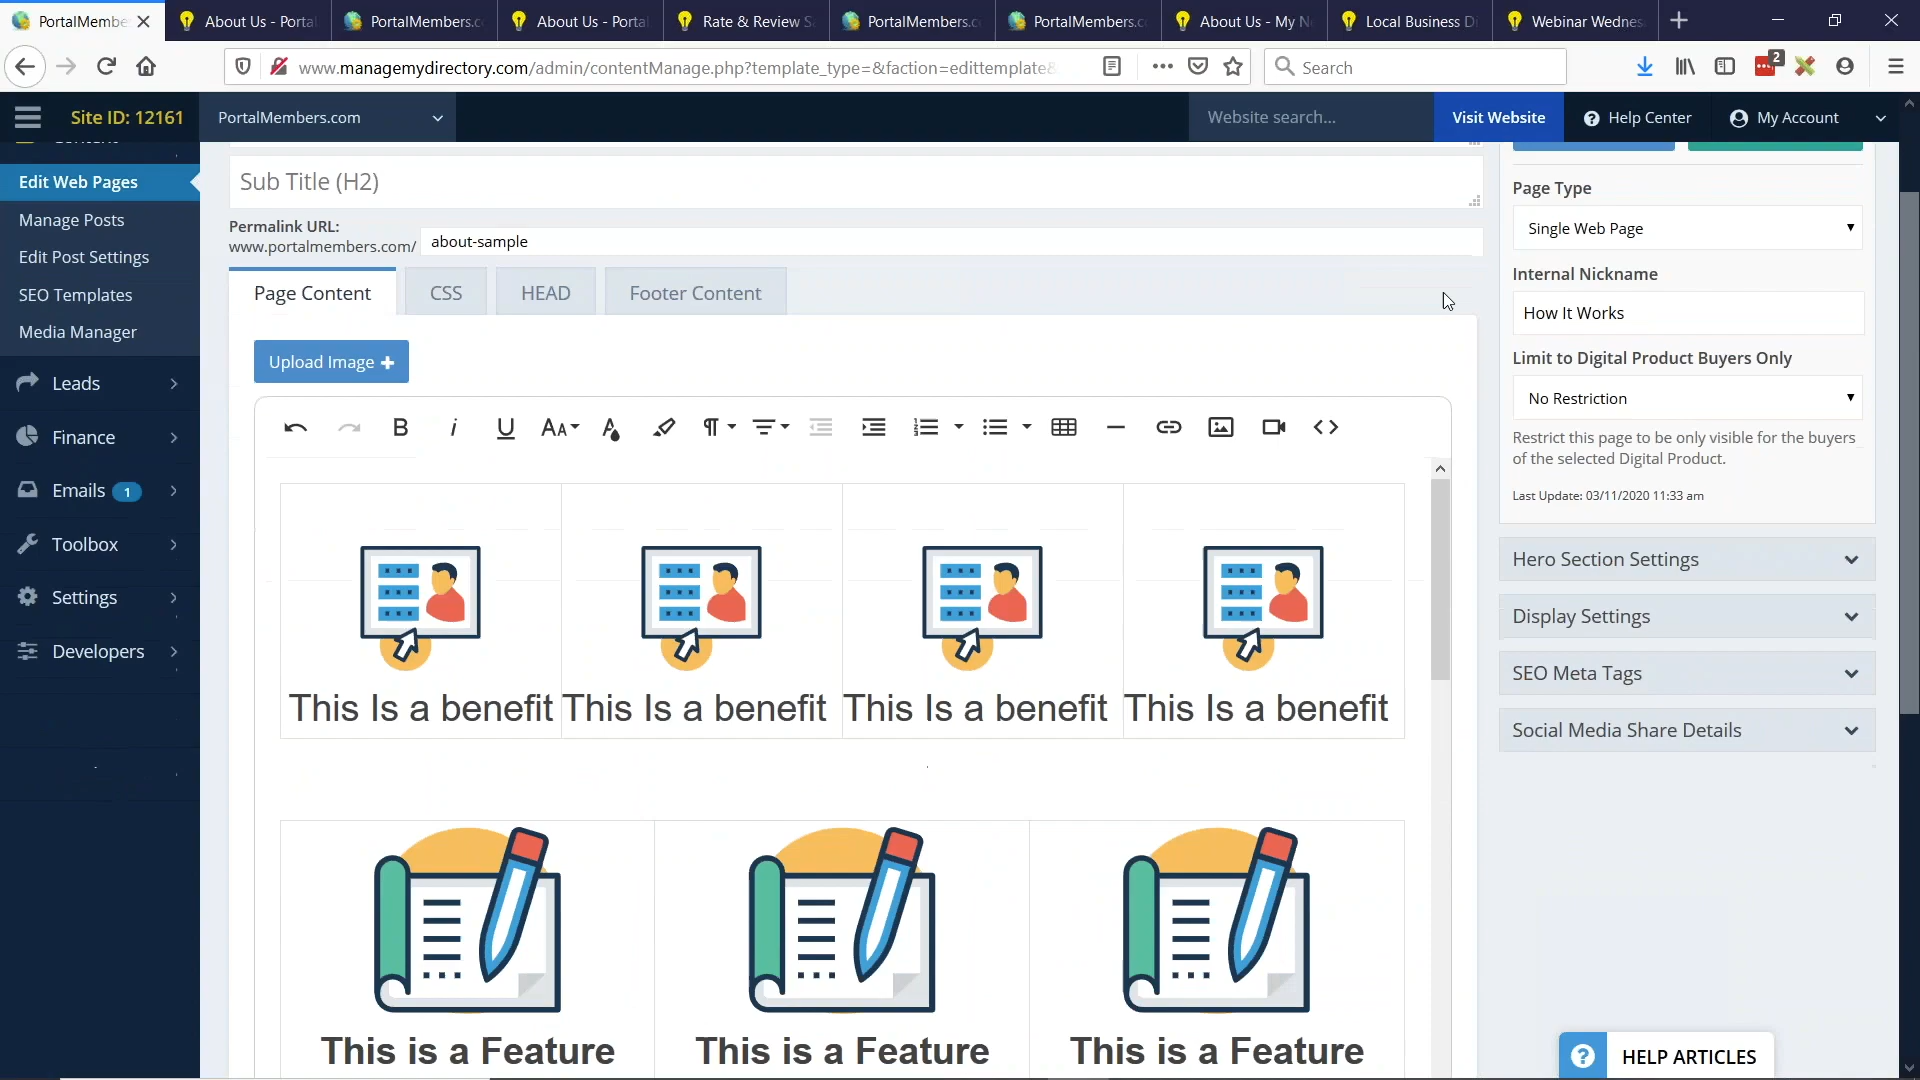 PortalMembe
About Us - Porta
PortalMembers.c
About Us - Porta
Rate & Review S
PortalMembers.c
PortalMembers.c
About Us - My N
Local Business D
Webinar Wednes
www.managemydirectory.com/admin/contentManage.php?template_type=&faction=edittemplate&
Search
2
Site ID: 12161
PortalMembers.com
Website search...
Visit Website
Help Center
My Account
Edit Web Pages
Manage Posts
Edit Post Settings
SEO Templates
Media Manager
Leads
Finance
Emails 1
Toolbox
Settings
Developers
Sub Title (H2)
Permalink URL:
www.portalmembers.com/ about-sample
Page Content
CSS
HEAD
Footer Content
Upload Image
This Is a benefit
This Is a benefit
This Is a benefit
This Is a benefit
This is a Feature
This is a Feature
This is a Feature
Page Type
Single Web Page
Internal Nickname
How It Works
Limit to Digital Product Buyers Only
No Restriction
Restrict this page to be only visible for the buyers
of the selected Digital Product.
Last Update: 03/11/2020 11:33 am
Hero Section Settings
Display Settings
SEO Meta Tags
Social Media Share Details
HELP ARTICLES